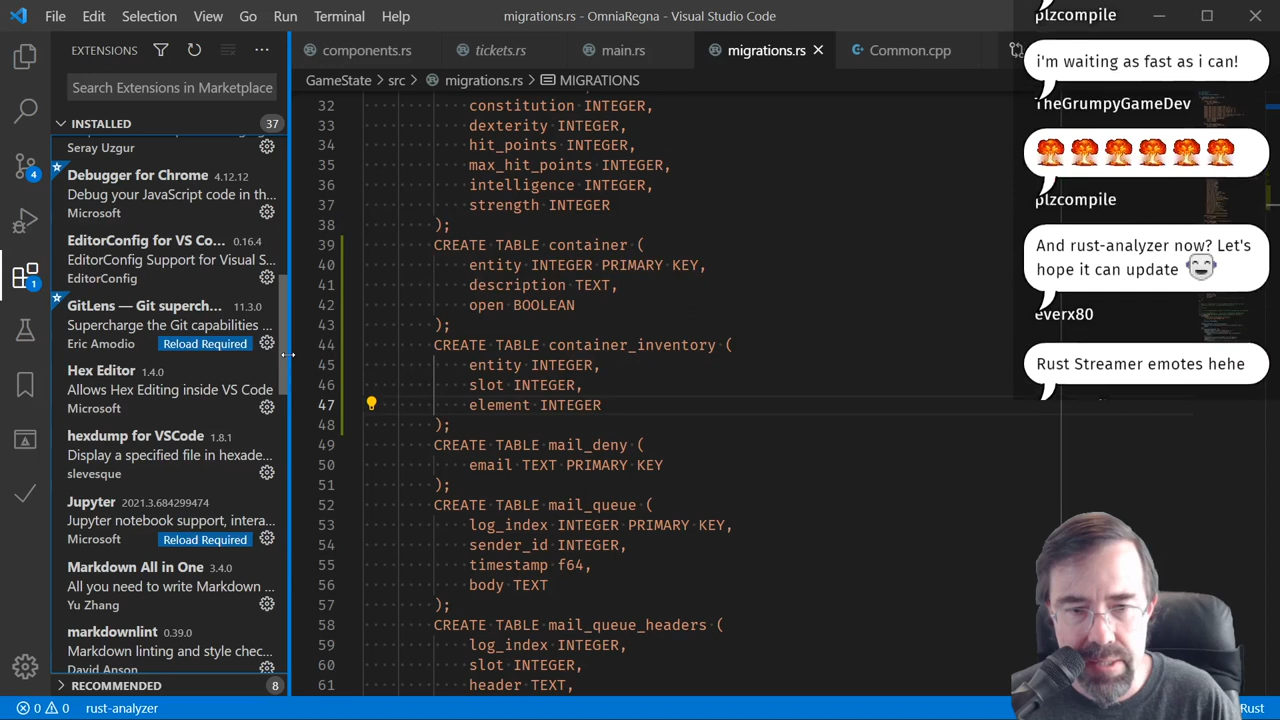 File Edit Selection View Go Run Terminal Help
migrations.rs - OmniaRegna - Visual Studio Code
EXTENSIONS
Search Extensions in Marketplace
INSTALLED 37
Seray Uzgur
Debugger for Chrome 4.12.12
Debug your JavaScript code in th...
Microsoft
EditorConfig for VS Co... 0.16.4
EditorConfig Support for Visual S...
EditorConfig
GitLens — Git superch... 11.3.0
Supercharge the Git capabilities ...
Eric Amodio Reload Required
Hex Editor 1.4.0
Allows Hex Editing inside VS Code
Microsoft
hexdump for VSCode 1.8.1
Display a specified file in hexade...
slevesque
Jupyter 2021.3.684299474
Jupyter notebook support, intera...
Microsoft Reload Required
Markdown All in One 3.4.0
All you need to write Markdown ...
Yu Zhang
markdownlint 0.39.0
Markdown linting and style chec...
David Anson
RECOMMENDED 8
4
1
components.rs tickets.rs main.rs migrations.rs Common.cpp
GameState > src > migrations.rs > MIGRATIONS
32 constitution INTEGER,
33 dexterity INTEGER,
34 hit_points INTEGER,
35 max_hit_points INTEGER,
36 intelligence INTEGER,
37 strength INTEGER
38 );
39 CREATE TABLE container (
40 entity INTEGER PRIMARY KEY,
41 description TEXT,
42 open BOOLEAN
43 );
44 CREATE TABLE container_inventory (
45 entity INTEGER,
46 slot INTEGER,
47 element INTEGER
48 );
49 CREATE TABLE mail_deny (
50 email TEXT PRIMARY KEY
51 );
52 CREATE TABLE mail_queue (
53 log_index INTEGER PRIMARY KEY,
54 sender_id INTEGER,
55 timestamp f64,
56 body TEXT
57 );
58 CREATE TABLE mail_queue_headers (
59 log_index INTEGER,
60 slot INTEGER,
61 header TEXT,
plzcompile
i'm waiting as fast as i can!
TheGrumpyGameDev
plzcompile
And rust-analyzer now? Let's
hope it can update
everx80
Rust Streamer emotes hehe
0 0 rust-analyzer
Rust